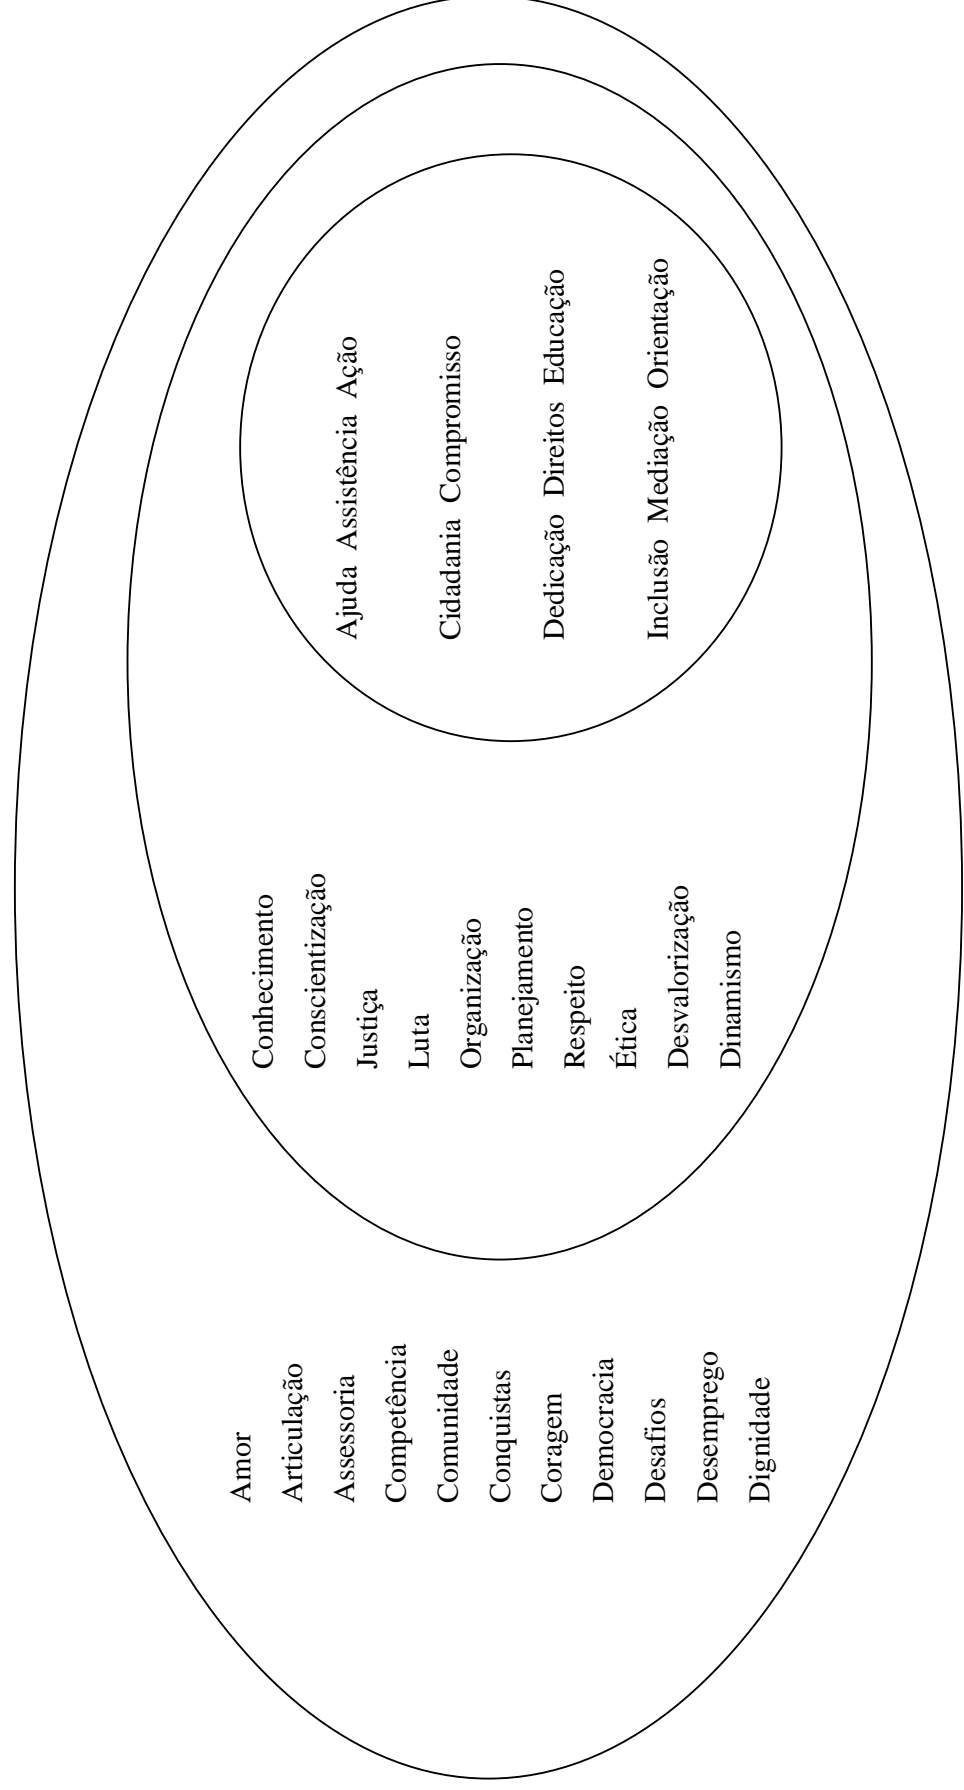 Amor
Articulação
Assessoria
Competência
Comunidade
Conquistas
Coragem
Democracia
Desafios
Desemprego
Dignidade
Conhecimento
Conscientização
Justiça
Luta
Organização
Planejamento
Respeito
Ética
Desvalorização
Dinamismo
Ajuda Assistência Ação
Cidadania Compromisso
Dedicação Direitos Educação
Inclusão Mediação Orientação